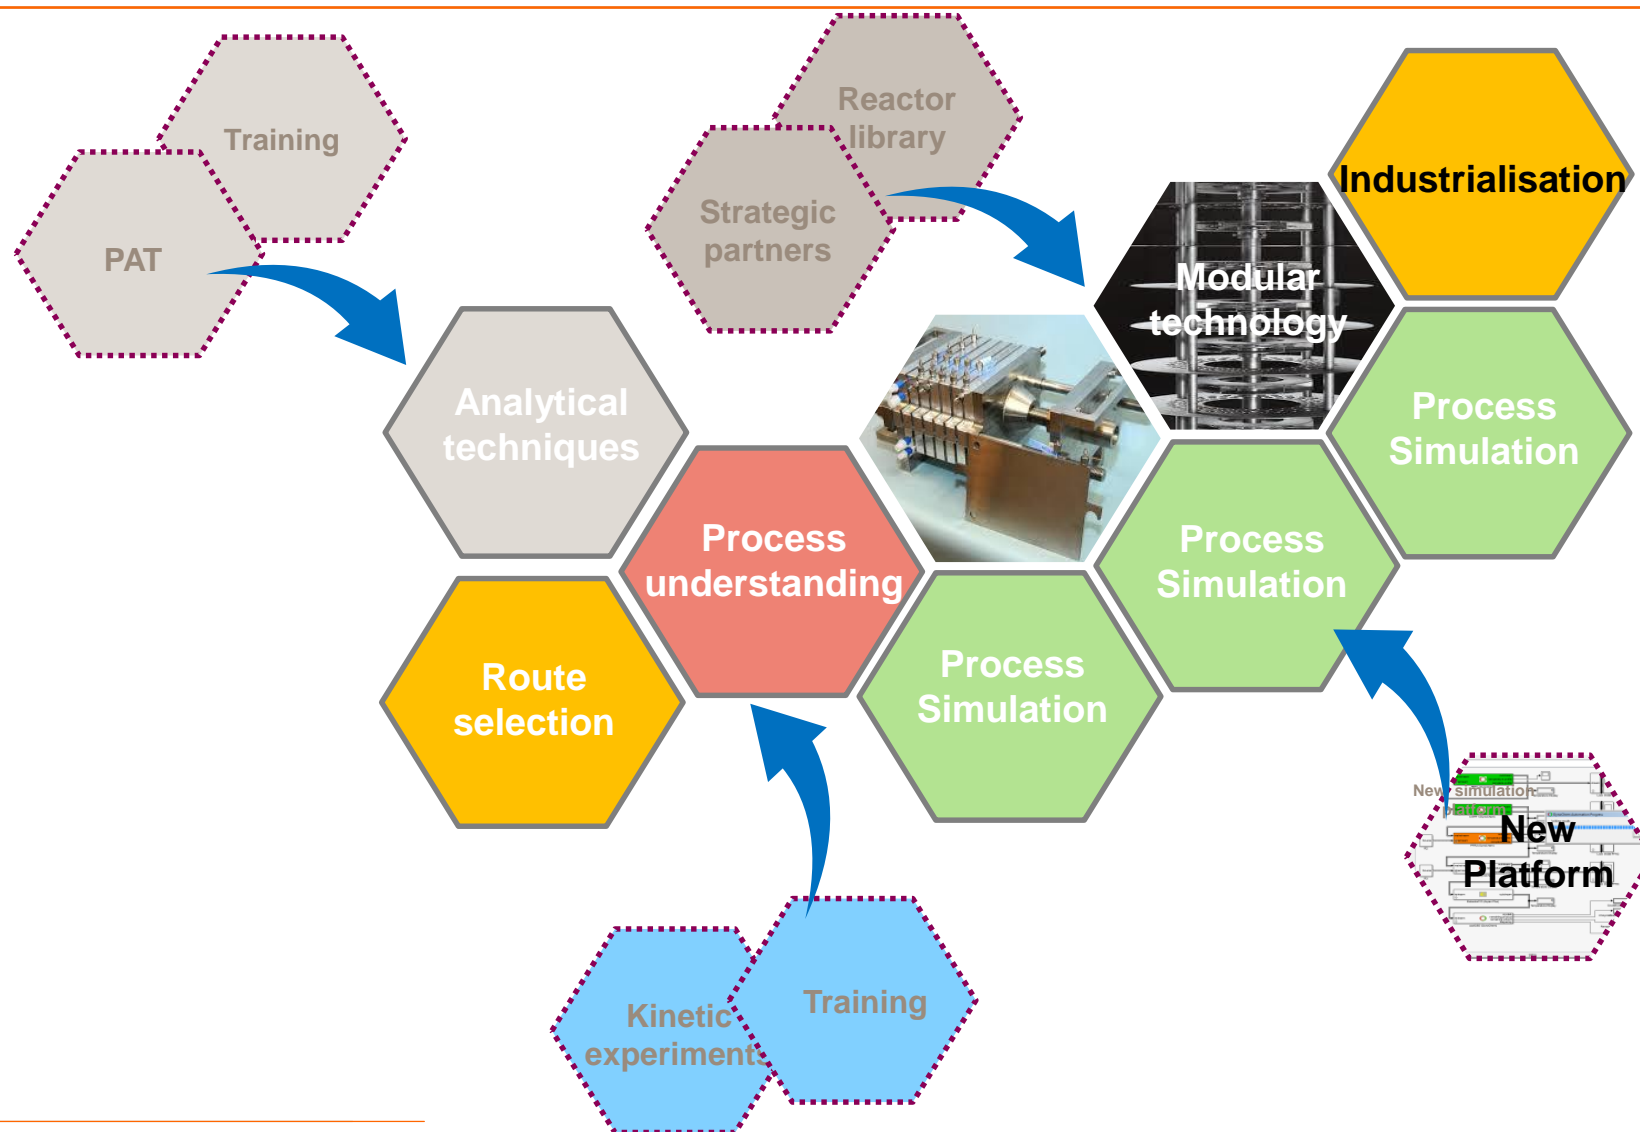 Training
PAT
Reactor
library
Strategic
partners
Industrialisation
Modular
technology
Analytical
techniques
Process
Simulation
Process
understanding
Process
Simulation
Route
selection
Process
Simulation
New simulation
platform
New
Platform
Kinetic
experiments
Training